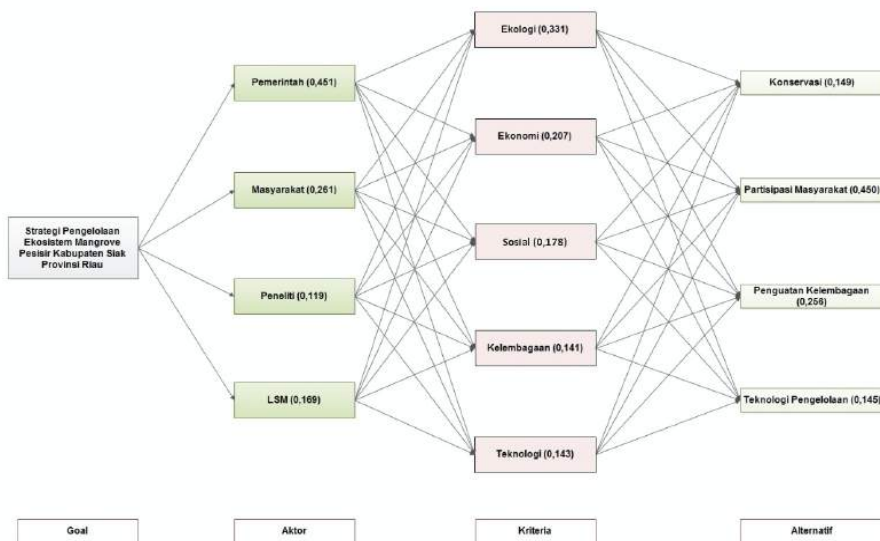 Strategi Pengelolaan
Ekosistem Mangrove
Pesisir Kabupaten Siak
Provinsi Riau
Pemerintah (0,451)
Masyarakat (0,261)
Peneliti (0,119)
LSM (0,169)
Ekologi (0,331)
Ekonomi (0,207)
Sosial (0,178)
Kelembagaan (0,141)
Teknologi (0,143)
Konservasi (0,149)
Partisipasi Masyarakat (0,450)
Penguatan Kelembagaan
(0,256)
Teknologi Pengelolaan (0,145)
Goal
Aktor
Kriteria
Alternatif